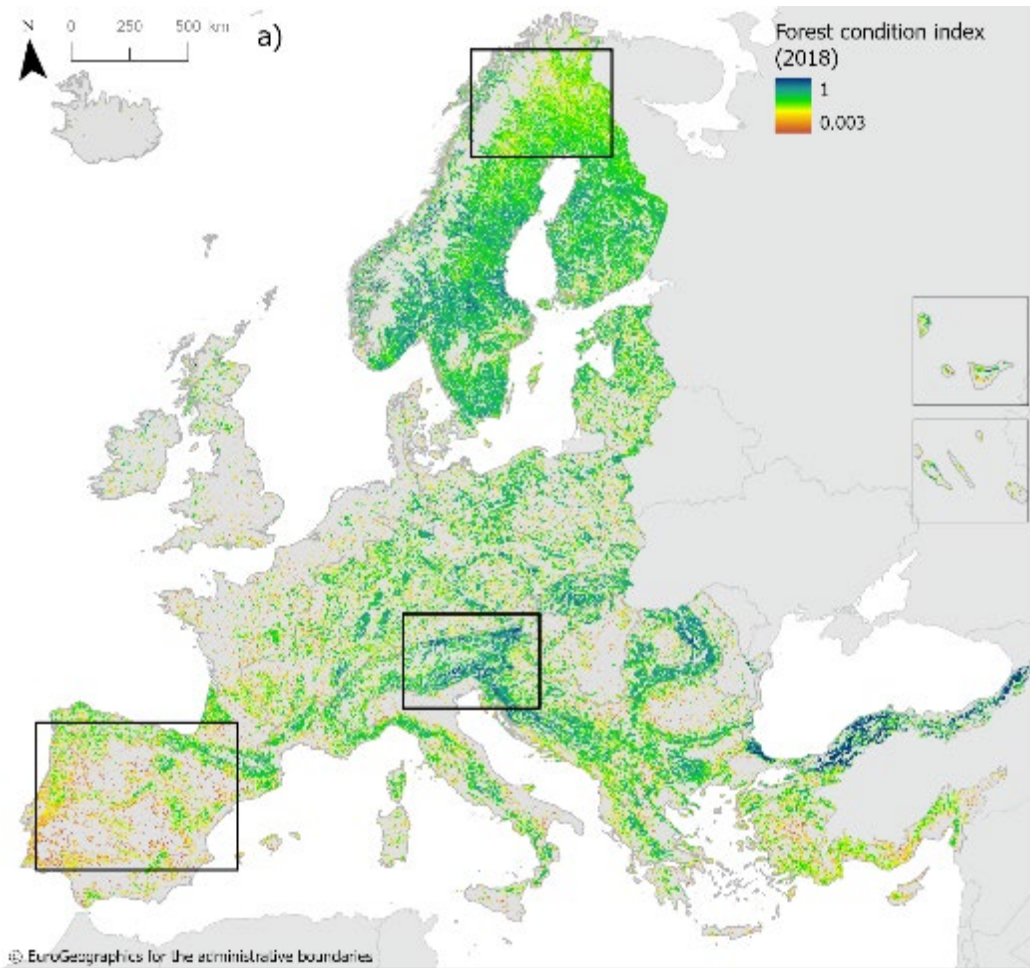 N
0 250 500 km
a)
Forest condition index
(2018)
1
0.003
© EuroGeographics for the administrative boundaries